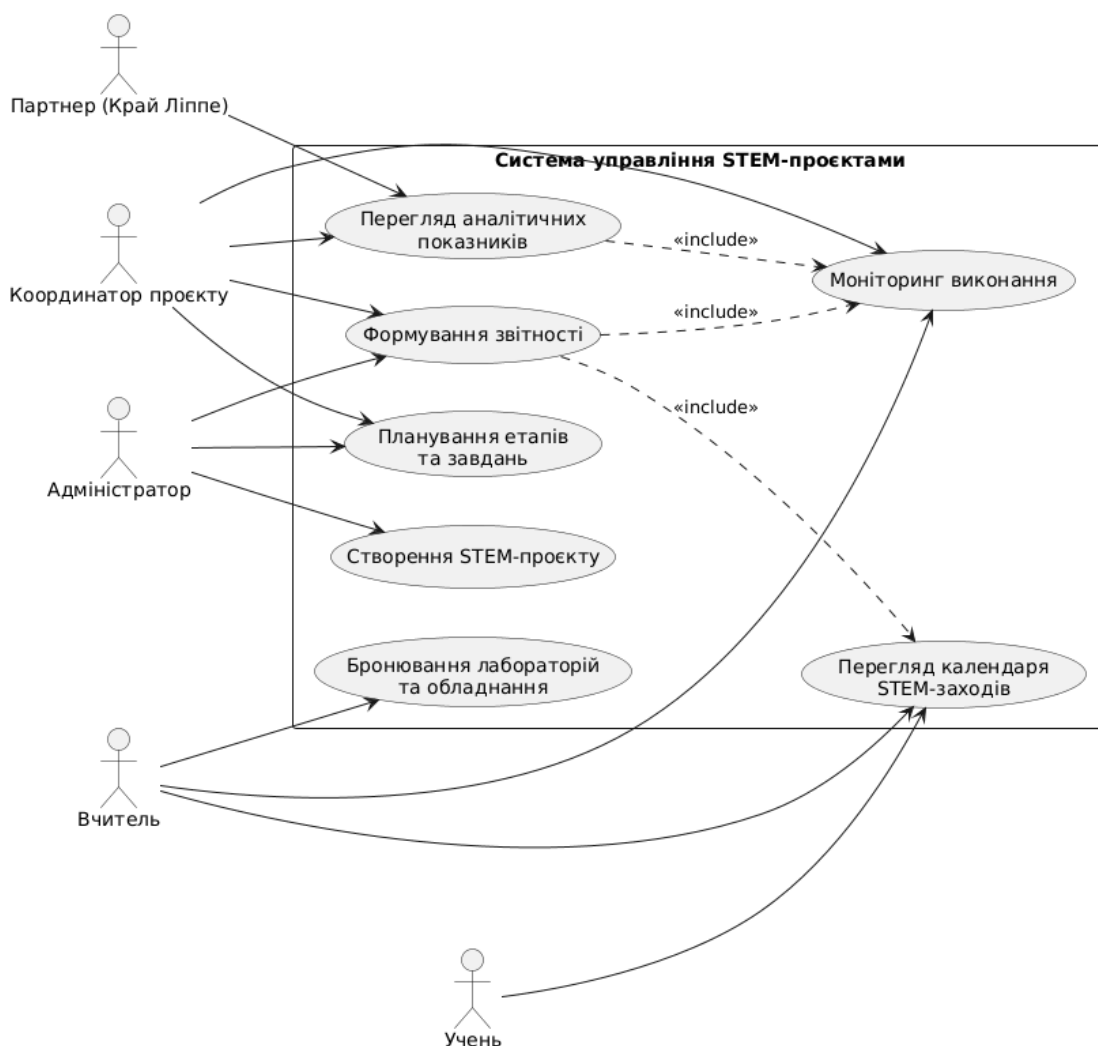 Партнер (Край Ліппе)
Система управління STEM-проєктами
Перегляд аналітичних
показників
«include»
Моніторинг виконання
Координатор проєкту
«include»
Формування звітності
«include»
Планування етапів
та завдань
Адміністратор
Створення STEM-проєкту
Бронювання лабораторій
та обладнання
Перегляд календаря
STEM-заходів
Вчитель
Учень